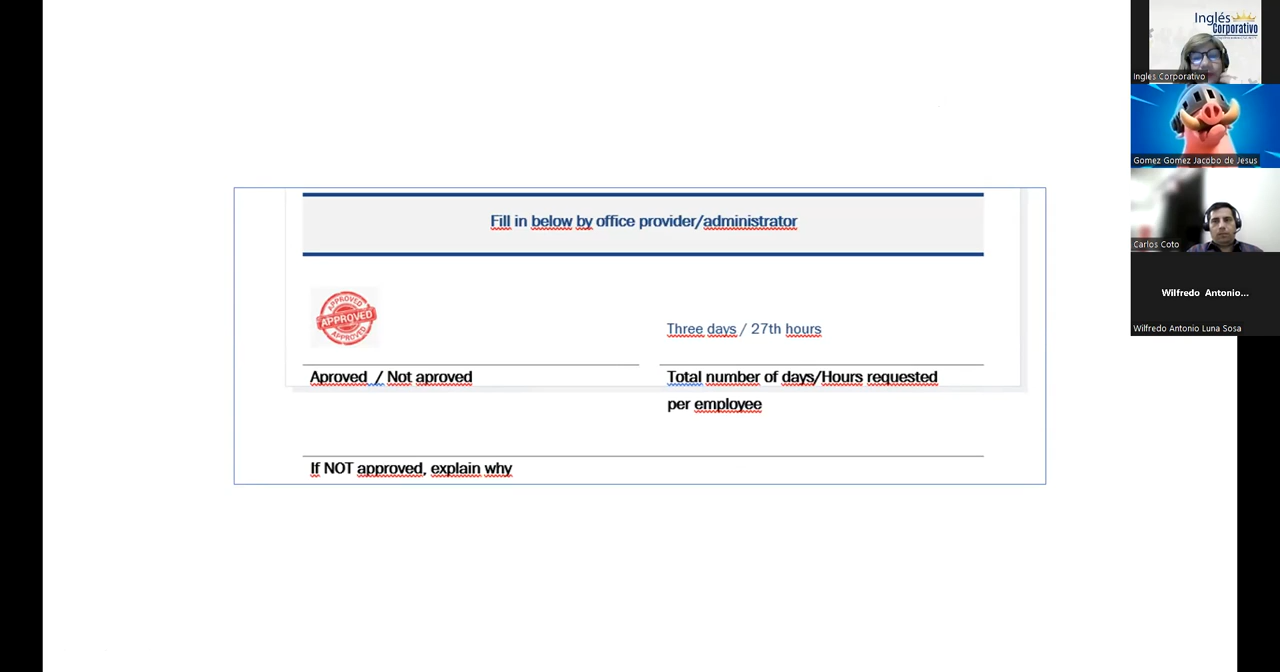 Fill in below by office provider/administrator
APPROVED
APPROVED
APPROVED
Three days / 27th hours
Aproved / Not aproved
Total number of days/Hours requested
per employee
If NOT approved, explain why
Inglés
Corporativo
Ingles Corporativo
Gomez Gomez Jacobo de Jesus
Carlos Coto
Wilfredo Antonio...
Wilfredo Antonio Luna Sosa